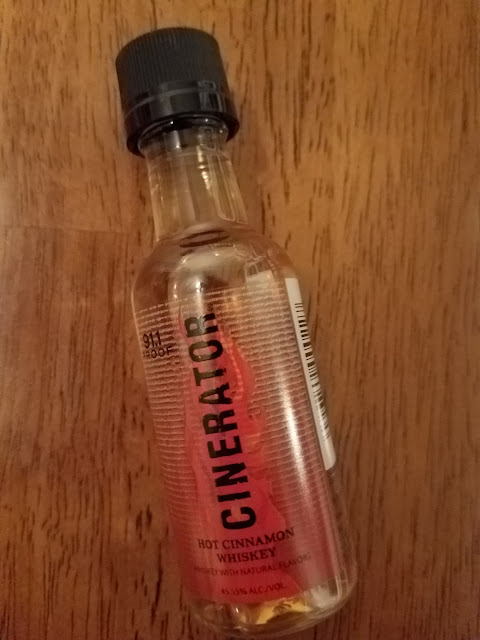 91.1
PROOF
CINERATOR
HOT CINNAMON
WHISKEY
WHISKEY WITH NATURAL FLAVORS
45.55% ALC/VOL